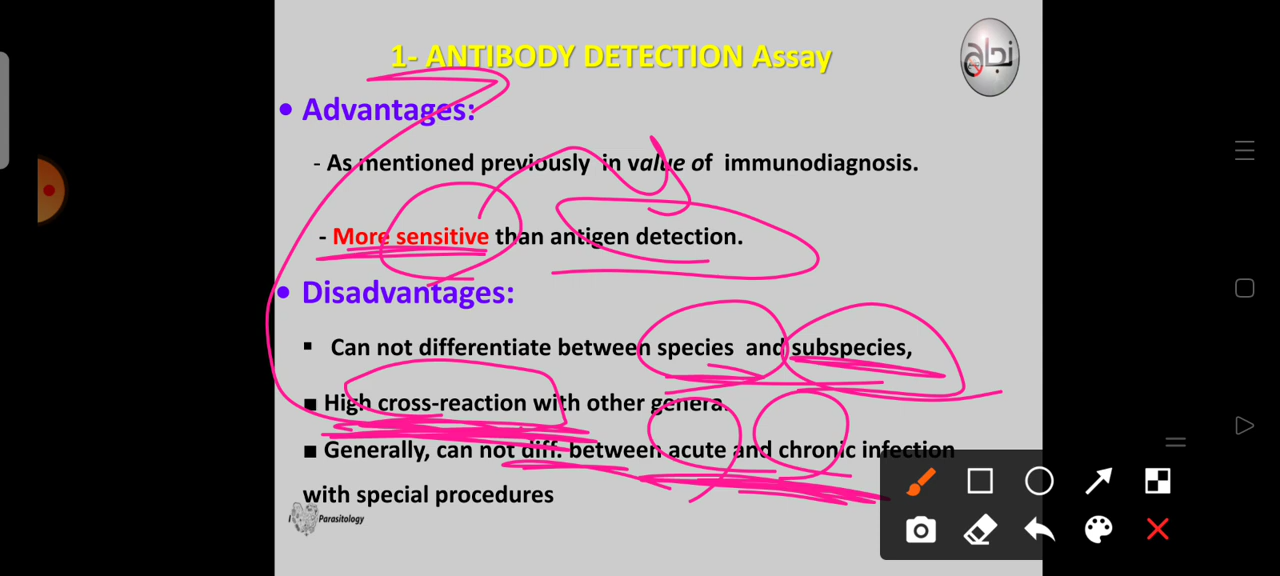 1- ANTIBODY DETECTION Assay
نجاح
• Advantages:
- As mentioned previously in value of immunodiagnosis.
- More sensitive than antigen detection.
• Disadvantages:
▪ Can not differentiate between species and subspecies,
■ High cross-reaction with other genera.
■ Generally, can not diff. between acute and chronic infection
with special procedures
I Parasitology